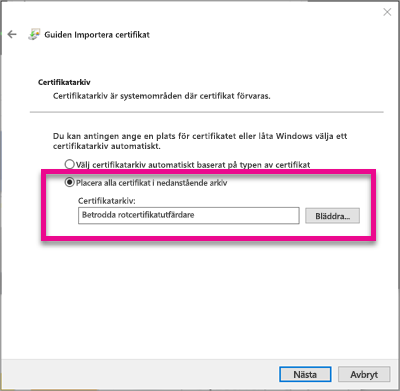 Guiden Importera certifikat
Certifikatarkiv
Certifikatarkiv är systemområden där certifikat förvaras.
Du kan antingen ange en plats för certifikatet eller låta Windows välja ett
certifikatarkiv automatiskt.
Välj certifikatarkiv automatiskt baserat på typen av certifikat
Placera alla certifikat i nedanstående arkiv
Certifikatarkiv:
Betrodda rotcertifikatutfärdare
Bläddra...
Nästa
Avbryt